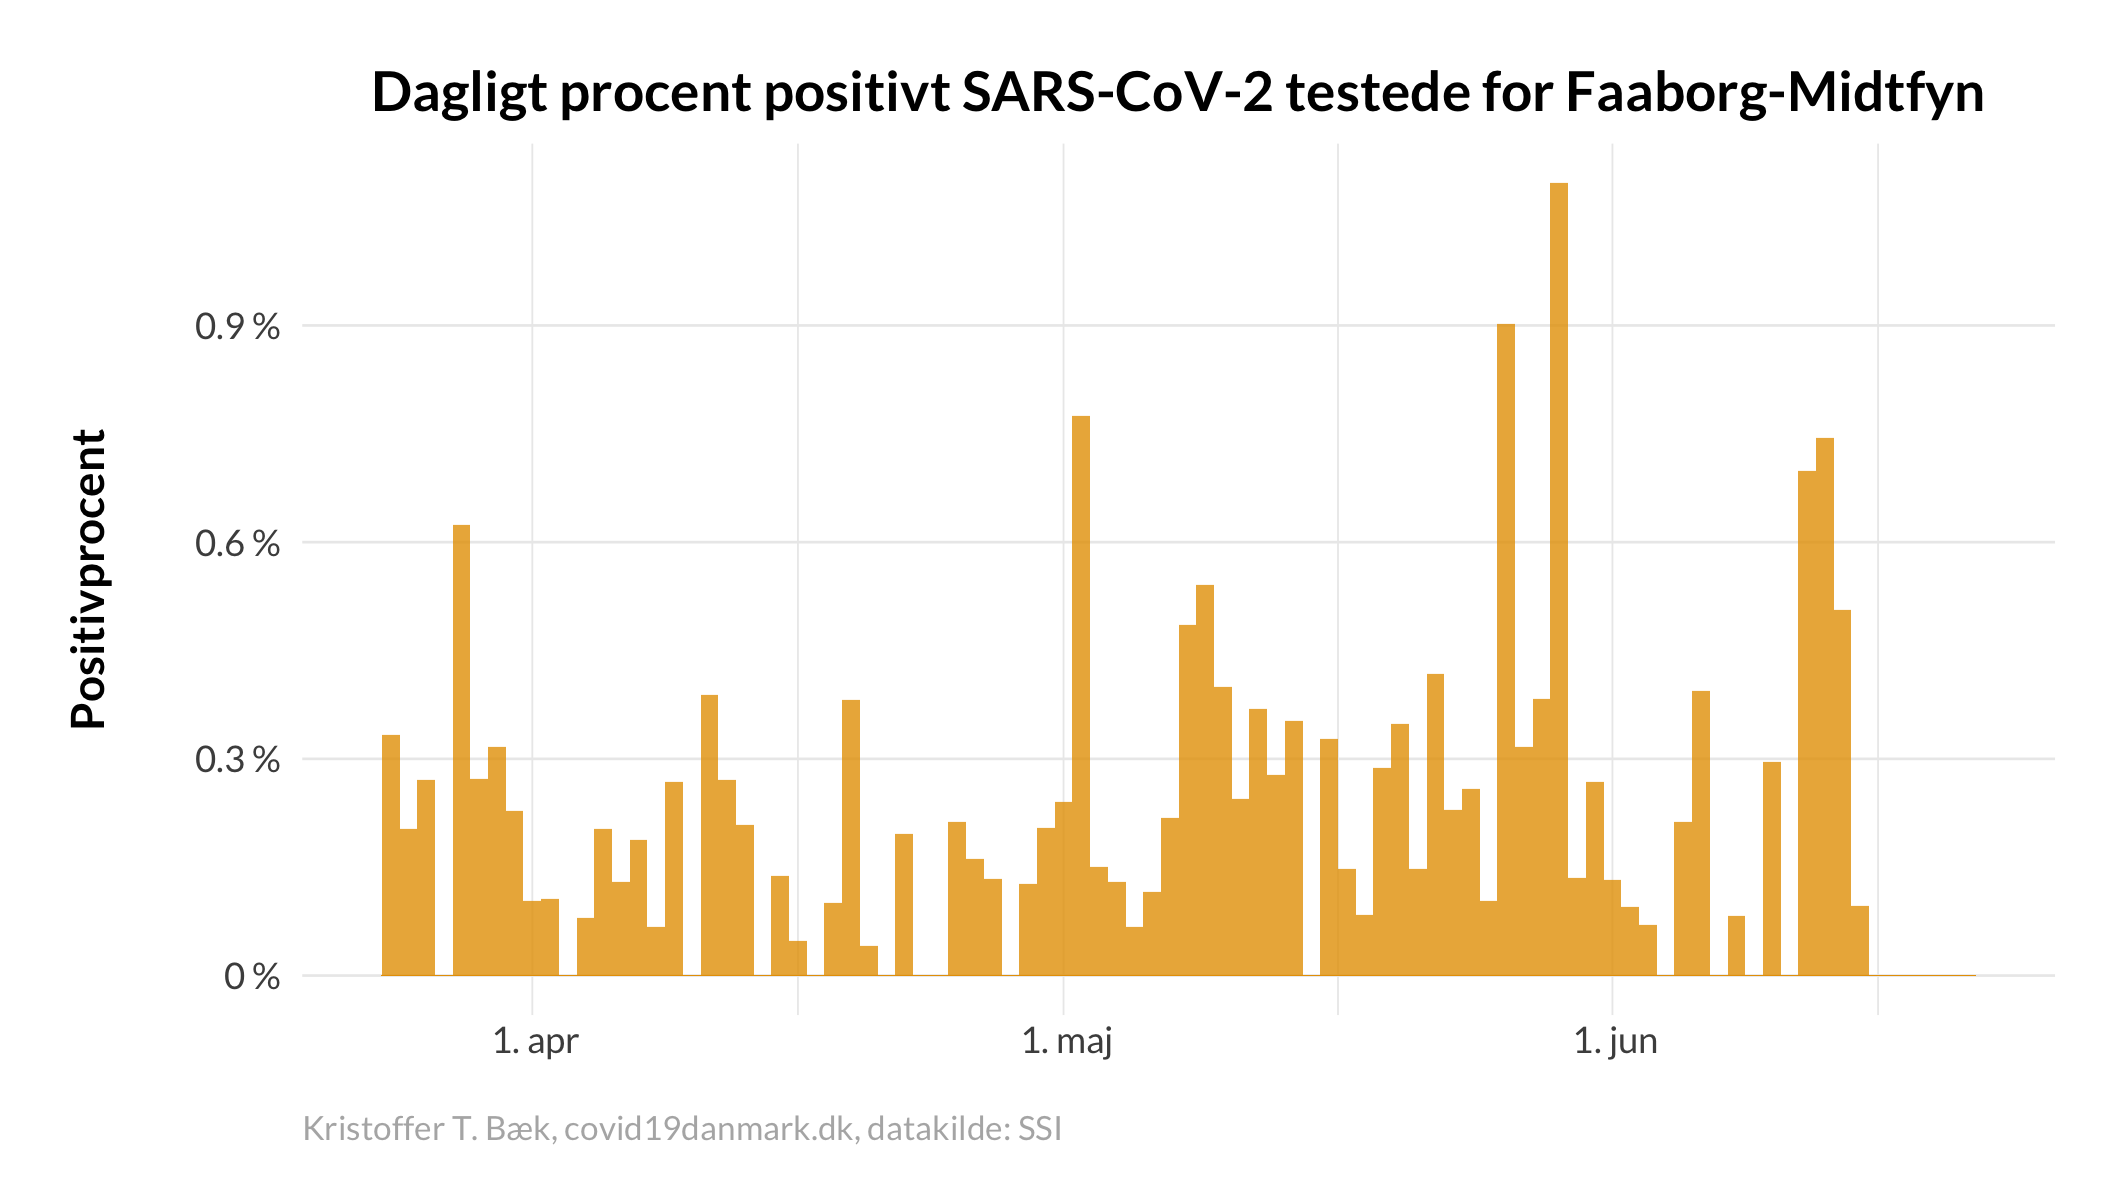 Dagligt procent positivt SARS-CoV-2 testede for Faaborg-Midtfyn
Positivprocent
0.9 %
0.6 %
0.3 %
0 %
1. apr
1. maj
1. jun
Kristoffer T. Bæk, covid19danmark.dk, datakilde: SSI